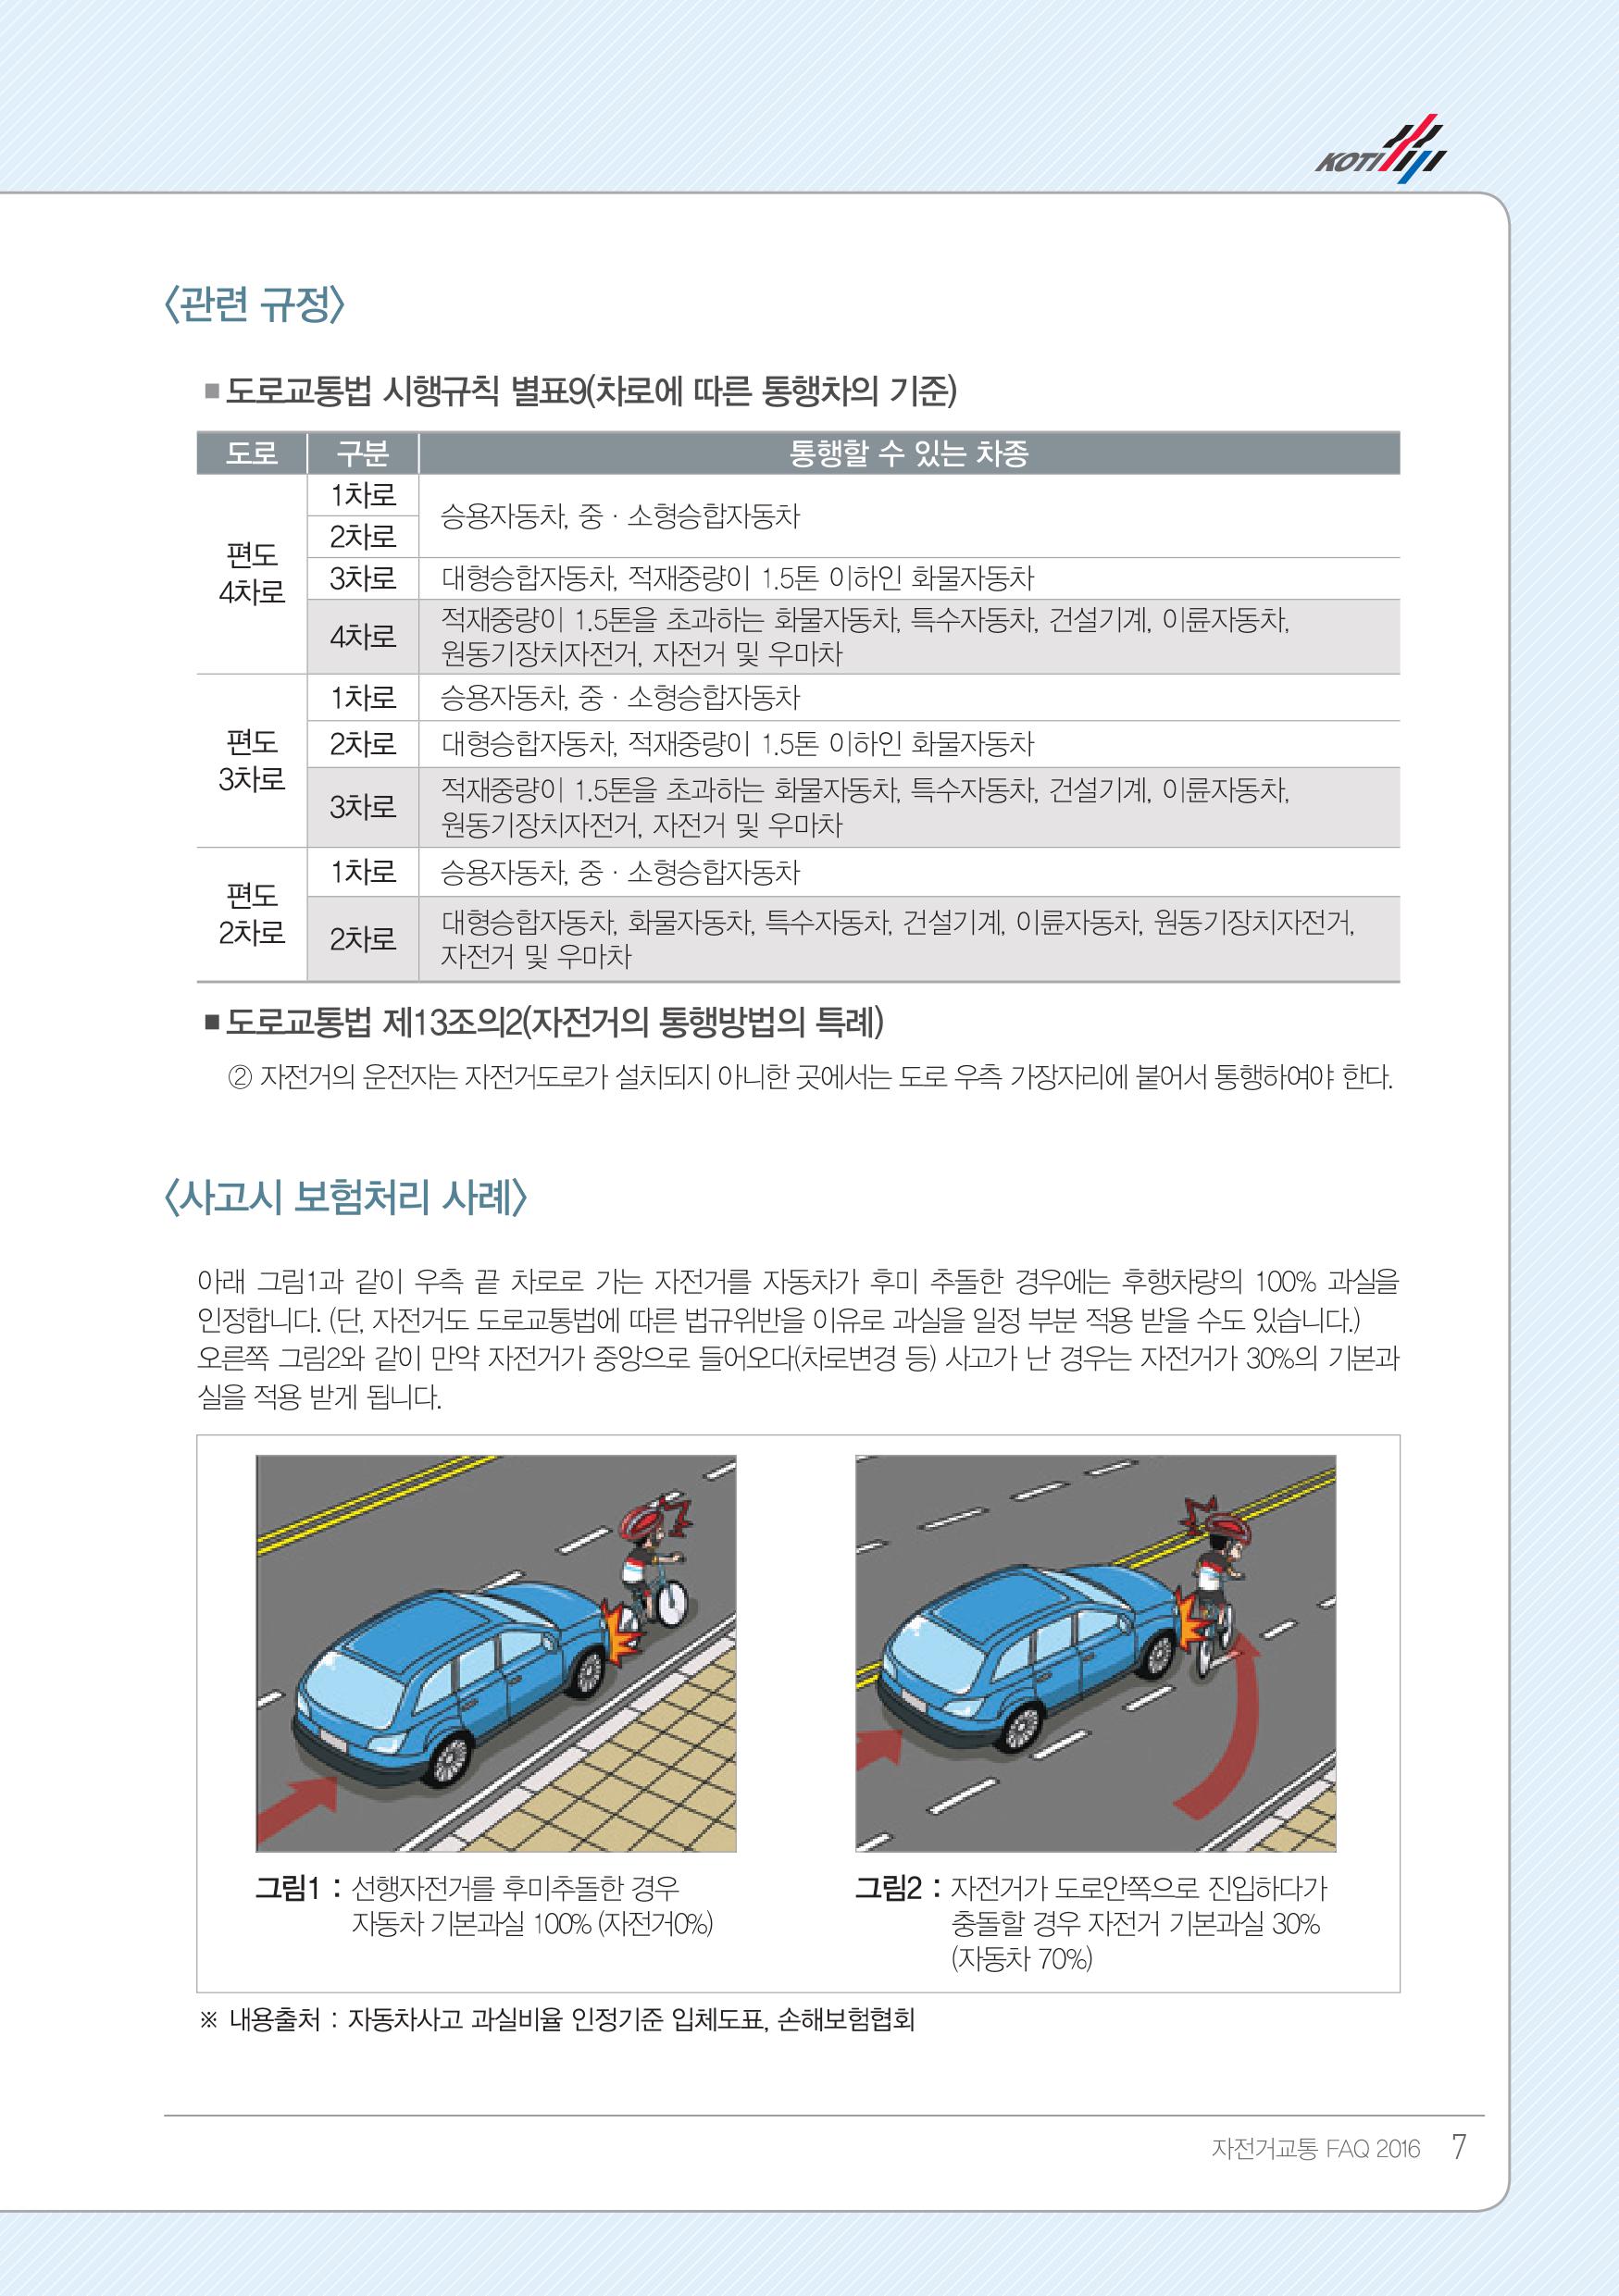 KOTI
〈관련 규정〉
■ 도로교통법 시행규칙 별표9(차로에 따른 통행차의 기준)
도로 구분 통행할 수 있는 차종
편도 4차로
1차로
2차로
승용자동차, 중·소형승합자동차
3차로 대형승합자동차, 적재중량이 1.5톤 이하인 화물자동차
4차로 적재중량이 1.5톤을 초과하는 화물자동차, 특수자동차, 건설기계, 이륜자동차,
원동기장치자전거, 자전거 및 우마차
편도 3차로
1차로 승용자동차, 중·소형승합자동차
2차로 대형승합자동차, 적재중량이 1.5톤 이하인 화물자동차
3차로 적재중량이 1.5톤을 초과하는 화물자동차, 특수자동차, 건설기계, 이륜자동차,
원동기장치자전거, 자전거 및 우마차
편도 2차로
1차로 승용자동차, 중·소형승합자동차
2차로 대형승합자동차, 화물자동차, 특수자동차, 건설기계, 이륜자동차, 원동기장치자전거,
자전거 및 우마차
■ 도로교통법 제13조의2(자전거의 통행방법의 특례)
② 자전거의 운전자는 자전거도로가 설치되지 아니한 곳에서는 도로 우측 가장자리에 붙어서 통행하여야 한다.
〈사고시 보험처리 사례〉
아래 그림1과 같이 우측 끝 차로로 가는 자전거를 자동차가 후미 추돌한 경우에는 후행차량의 100% 과실을
인정합니다. (단, 자전거도 도로교통법에 따른 법규위반을 이유로 과실을 일정 부분 적용 받을 수도 있습니다.)
오른쪽 그림2와 같이 만약 자전거가 중앙으로 들어오다(차로변경 등) 사고가 난 경우는 자전거가 30%의 기본과
실을 적용 받게 됩니다.
그림1 : 선행자전거를 후미추돌한 경우
자동차 기본과실 100% (자전거0%)
그림2 : 자전거가 도로안쪽으로 진입하다가
충돌할 경우 자전거 기본과실 30%
(자동차 70%)
※ 내용출처 : 자동차사고 과실비율 인정기준 입체도표, 손해보험협회
자전거교통 FAQ 2016 7